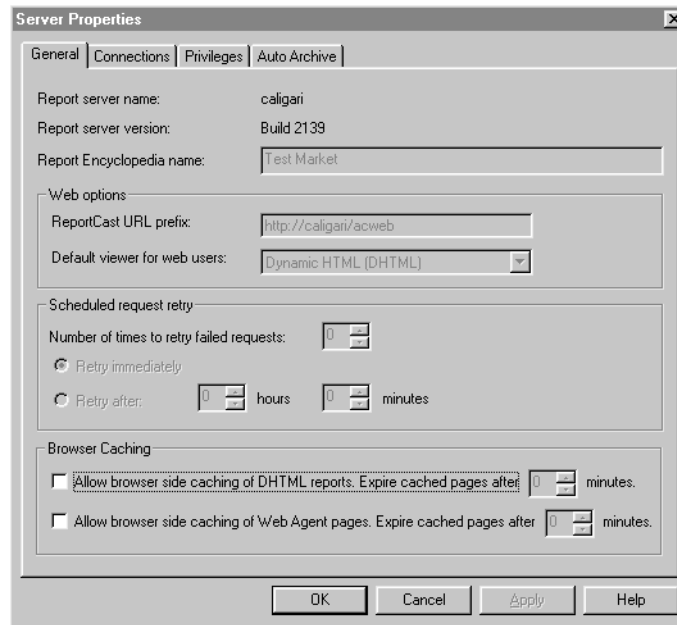 Server Properties
General Connections Privileges Auto Archive
Report server name: caligari
Report server version: Build 2139
Report Encyclopedia name: Test Market
Web options
ReportCast URL prefix: http://caligari/acweb
Default viewer for web users: Dynamic HTML (DHTML)
Scheduled request retry
Number of times to retry failed requests: 0
Retry immediately
Retry after: 0 hours 0 minutes
Browser Caching
Allow browser side caching of DHTML reports. Expire cached pages after 0 minutes.
Allow browser side caching of Web Agent pages. Expire cached pages after 0 minutes.
OK Cancel Apply Help